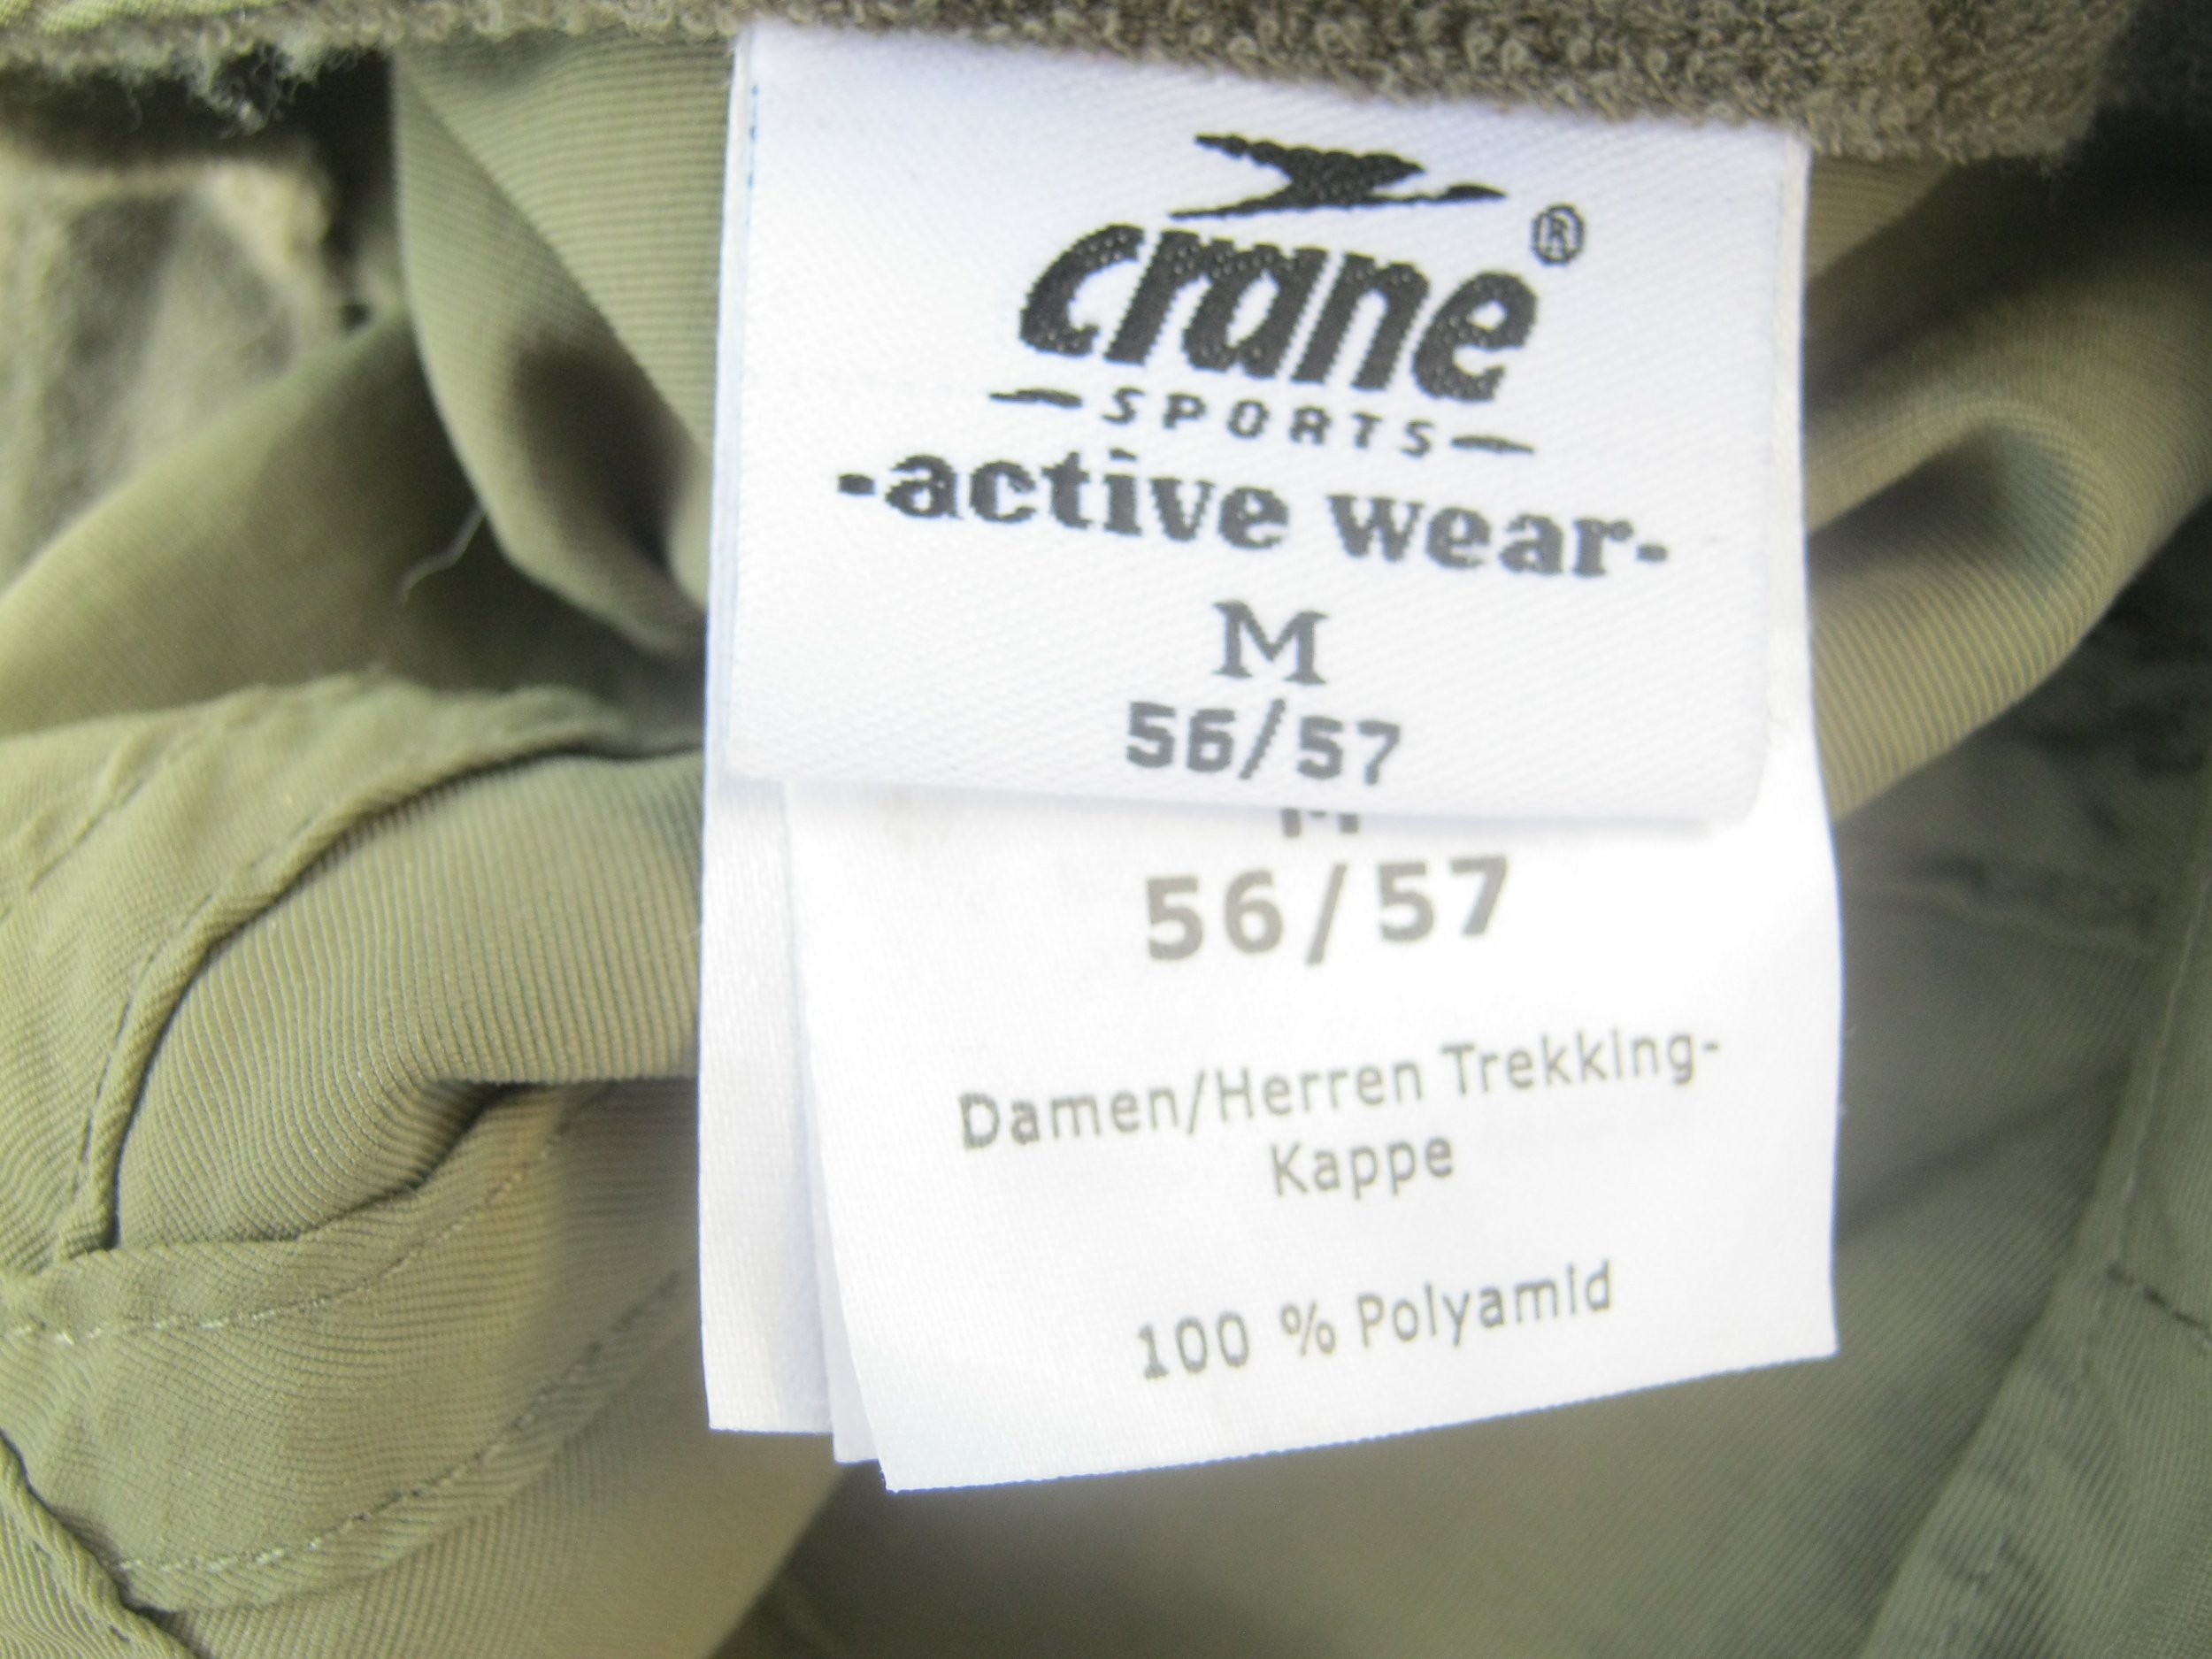 crane®
SPORTS
-active wear-
M
56/57
M
56/57
Damen/Herren Trekking-
Kappe
100 % Polyamid